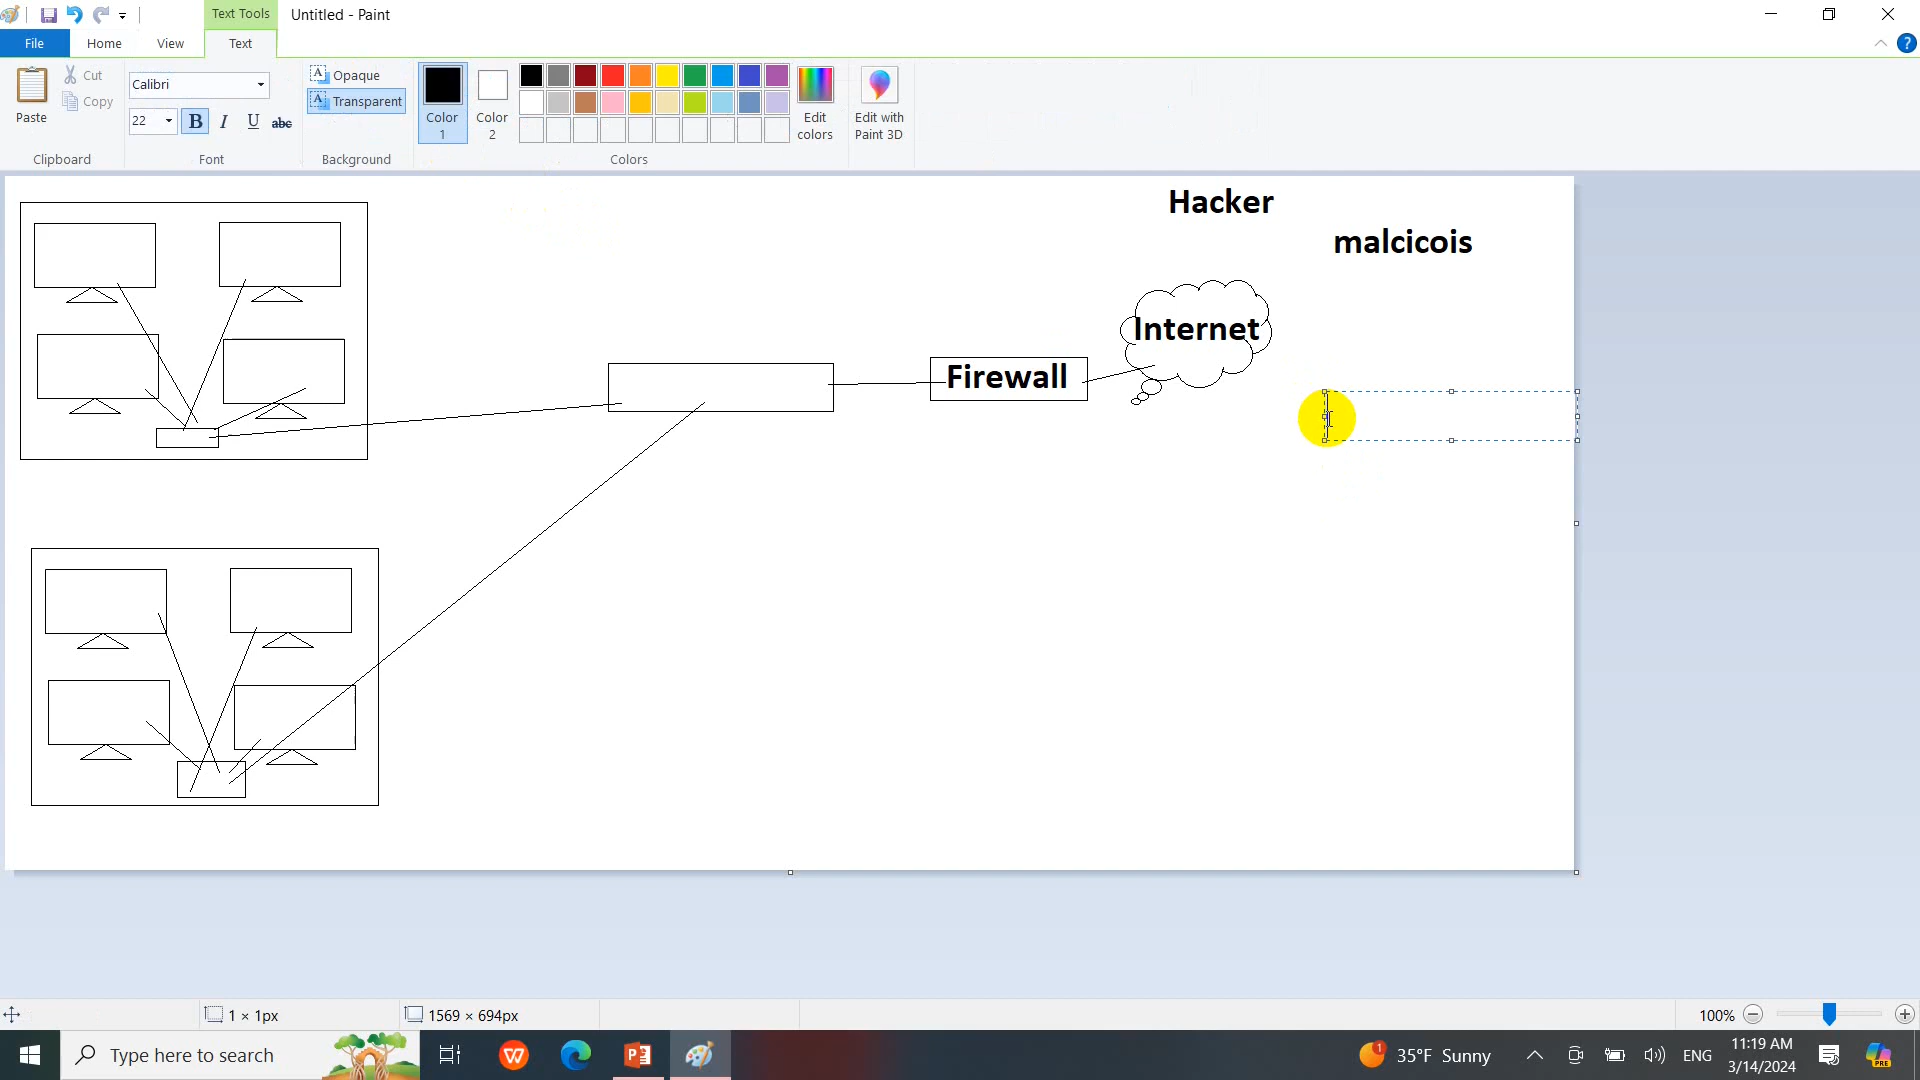 Text Tools
Untitled - Paint
File
Home
View
Text
Paste
Cut
Copy
Clipboard
Calibri
22
B
I
U
abc
Font
A Opaque
A Transparent
Background
Color 1
Color 2
Edit colors
Colors
Edit with Paint 3D
Hacker
malcicois
Internet
Firewall
1 × 1px
1569 × 694px
100%
Type here to search
35°F Sunny
ENG
11:19 AM
3/14/2024
PRE